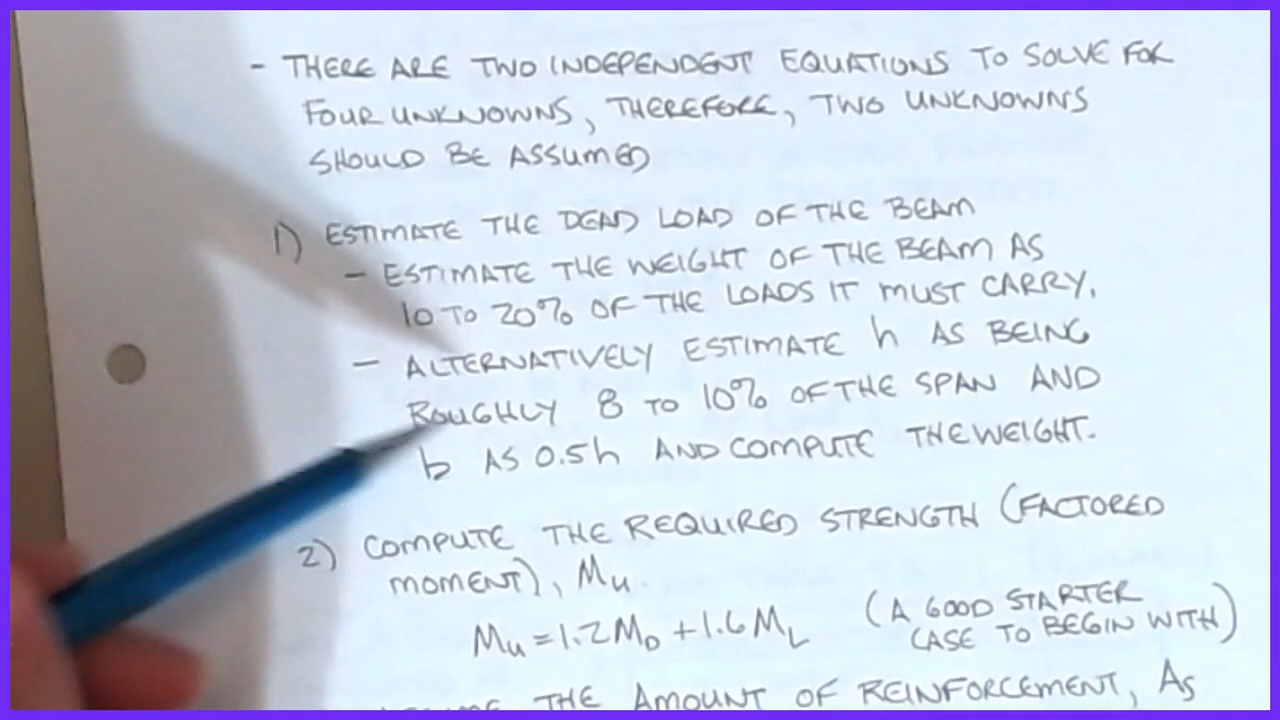 - THERE ARE TWO INDEPENDENT EQUATIONS TO SOLVE FOR
FOUR UNKNOWNS, THEREFORE, TWO UNKNOWNS
SHOULD BE ASSUMED
1) ESTIMATE THE DEAD LOAD OF THE BEAM
- ESTIMATE THE WEIGHT OF THE BEAM AS
10 TO 20% OF THE LOADS IT MUST CARRY.
- ALTERNATIVELY ESTIMATE h AS BEING
ROUGHLY 8 TO 10% OF THE SPAN AND
b AS 0.5h AND COMPUTE THE WEIGHT.
2) COMPUTE THE REQUIRED STRENGTH (FACTORED
MOMENT), Mu.
Mu = 1.2MD + 1.6ML (A GOOD STARTER
CASE TO BEGIN WITH)
THE AMOUNT OF REINFORCEMENT, As